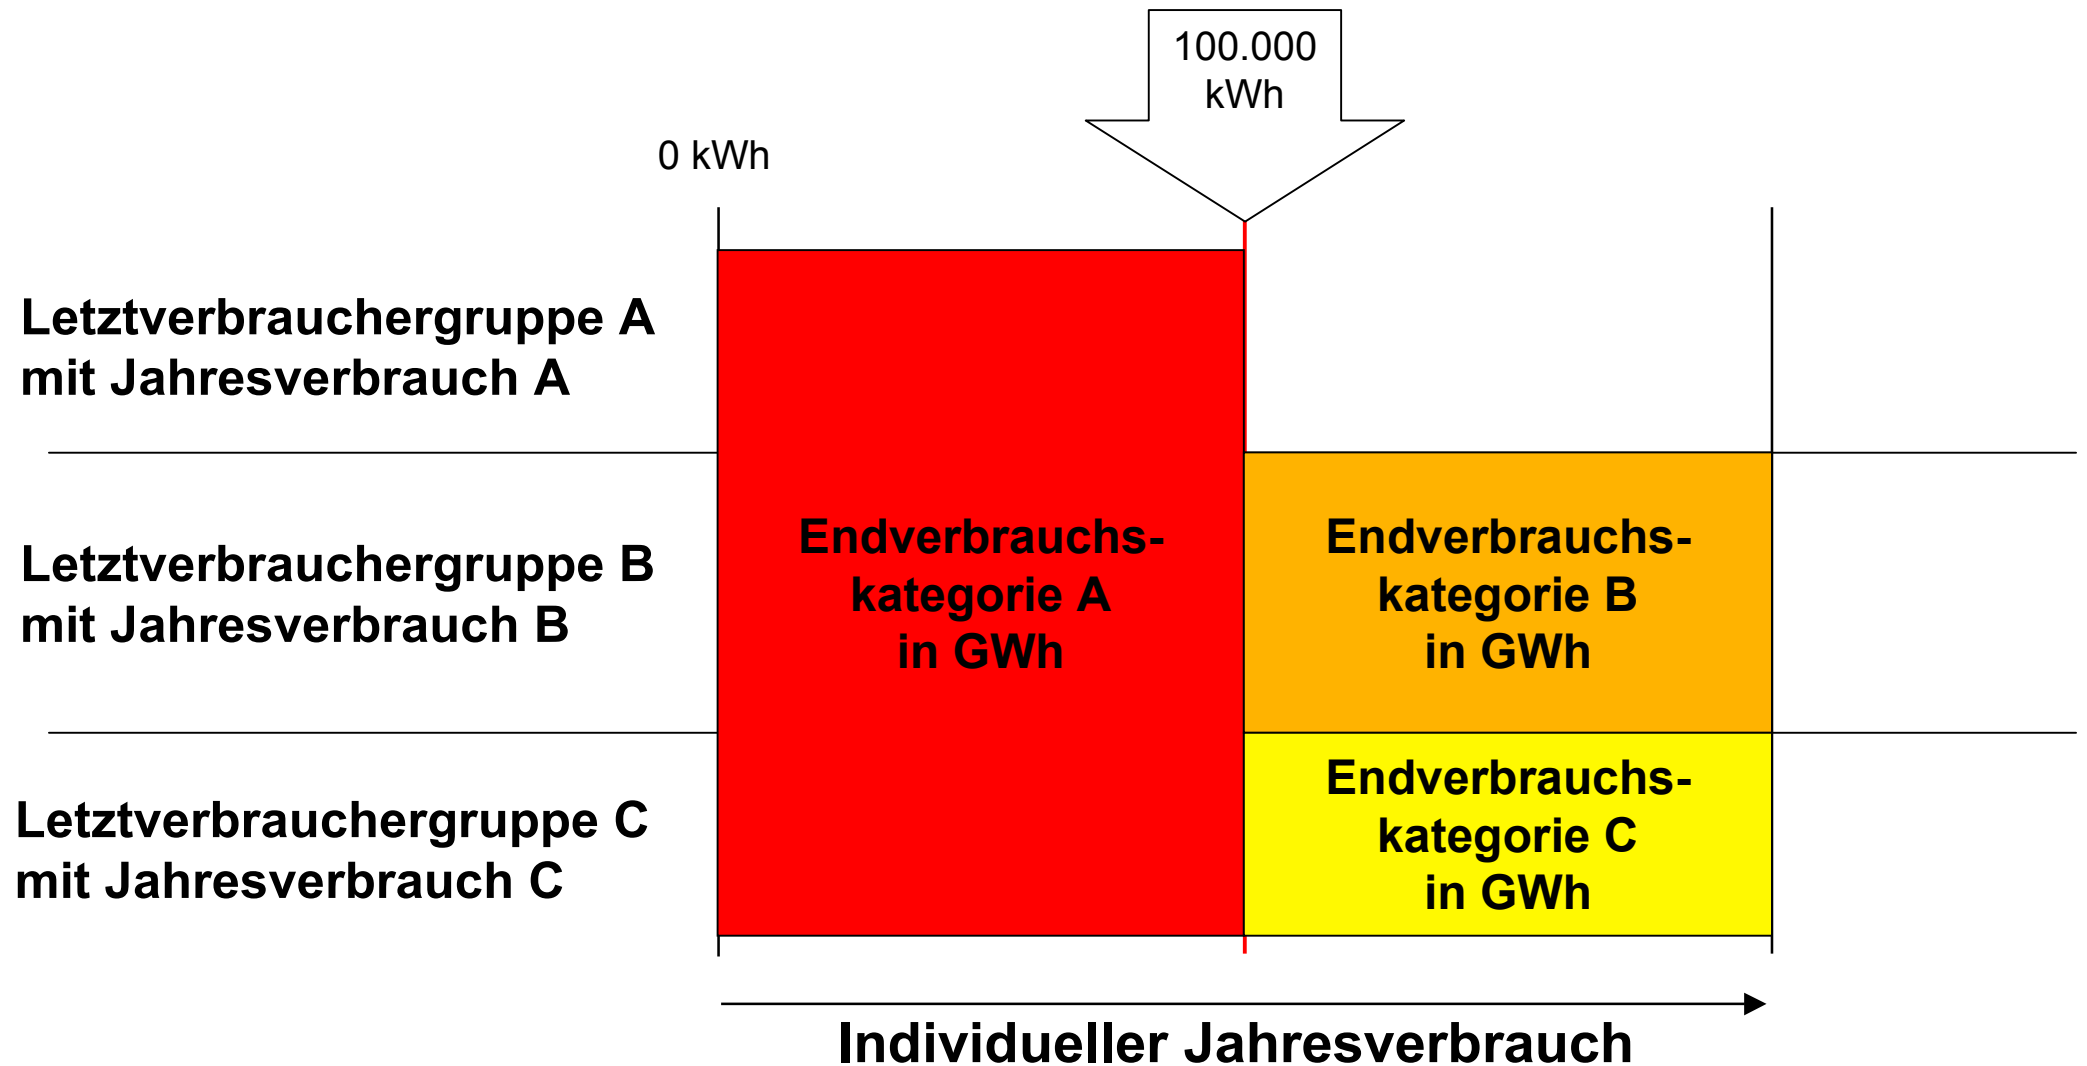 100.000
kWh
0 kWh
Letztverbrauchergruppe A
mit Jahresverbrauch A
Letztverbrauchergruppe B
mit Jahresverbrauch B
Letztverbrauchergruppe C
mit Jahresverbrauch C
Endverbrauchs-
kategorie A
in GWh
Endverbrauchs-
kategorie B
in GWh
Endverbrauchs-
kategorie C
in GWh
Individueller Jahresverbrauch